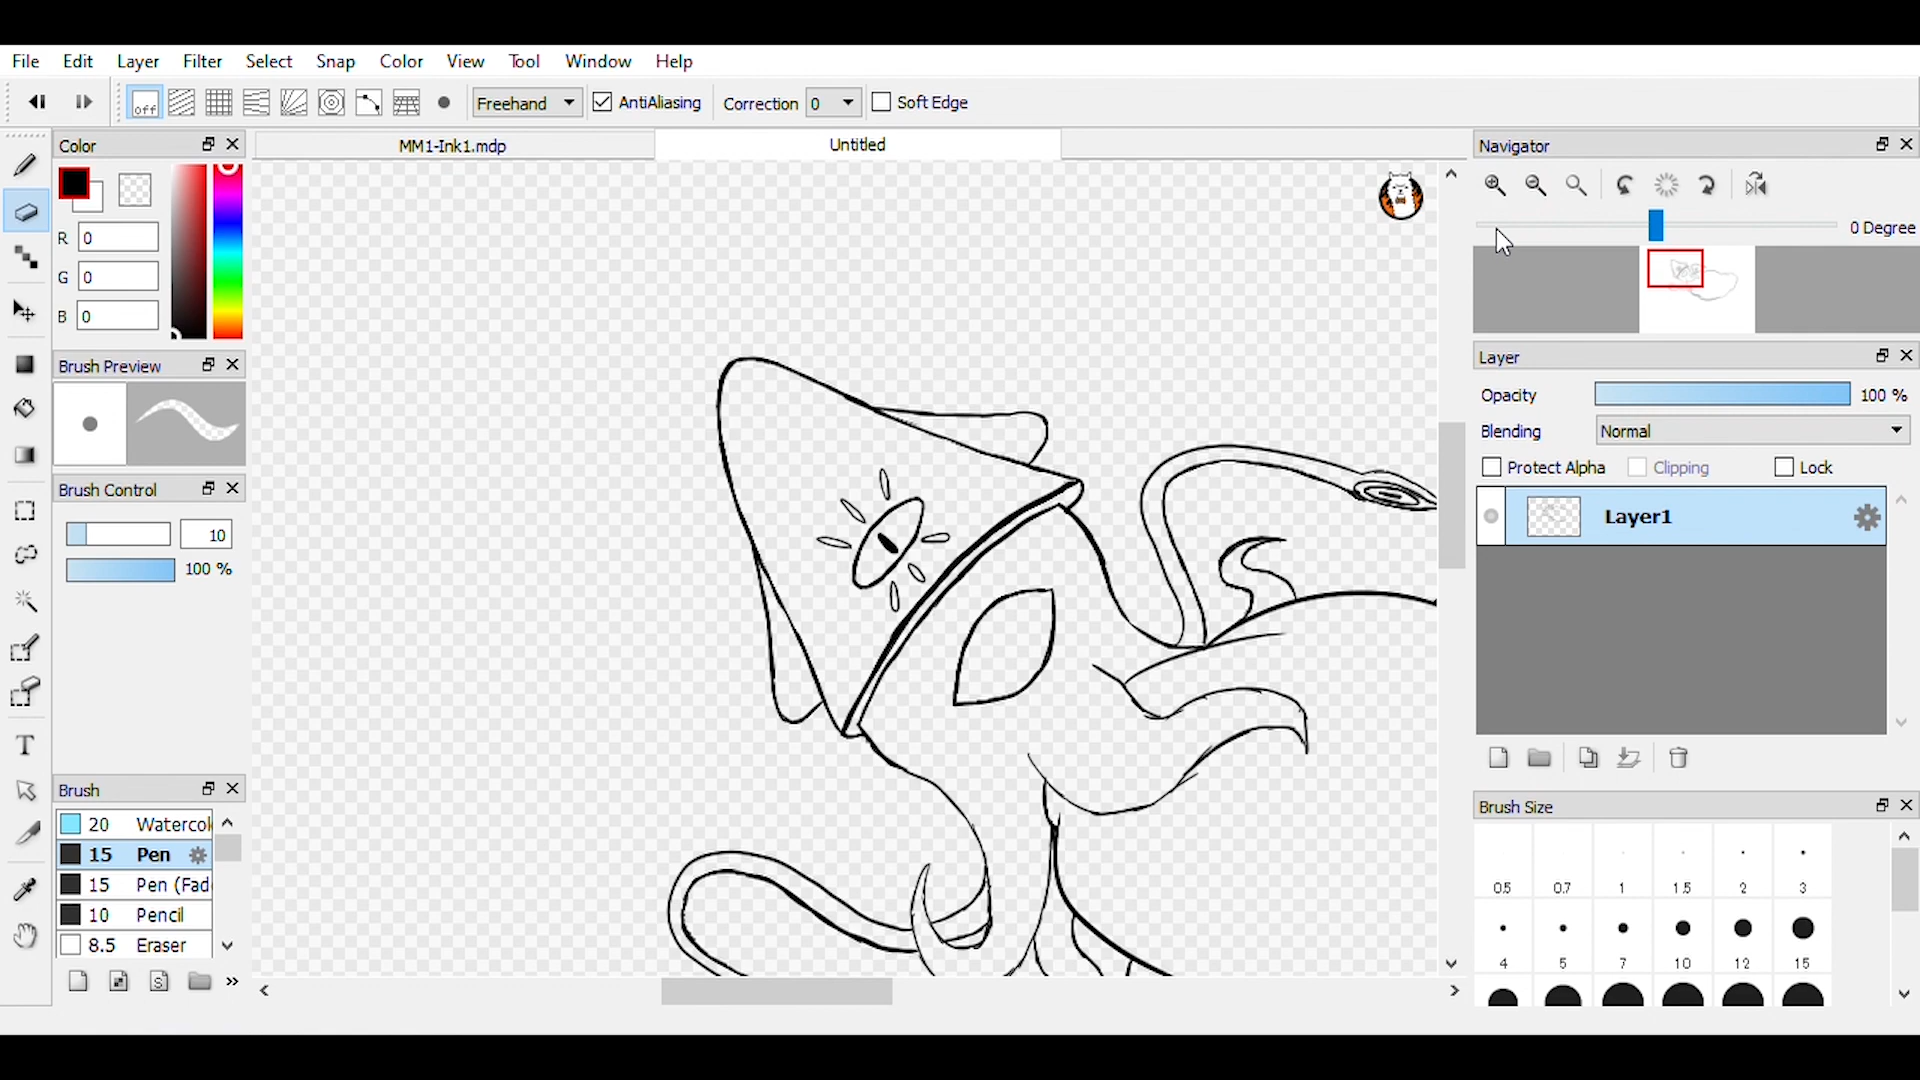 File Edit Layer Filter Select Snap Color View Tool Window Help
off Freehand AntiAliasing Correction 0 Soft Edge
Color
MM1-Ink1.mdp
Untitled
Navigator
R 0
G 0
B 0
0 Degree
Brush Preview
Layer
Opacity 100 %
Blending Normal
Protect Alpha Clipping Lock
Brush Control
10
100 %
Layer1
Brush
20 Watercol
15 Pen
15 Pen (Fad
10 Pencil
8.5 Eraser
Brush Size
0.5 0.7 1 1.5 2 3
4 5 7 10 12 15